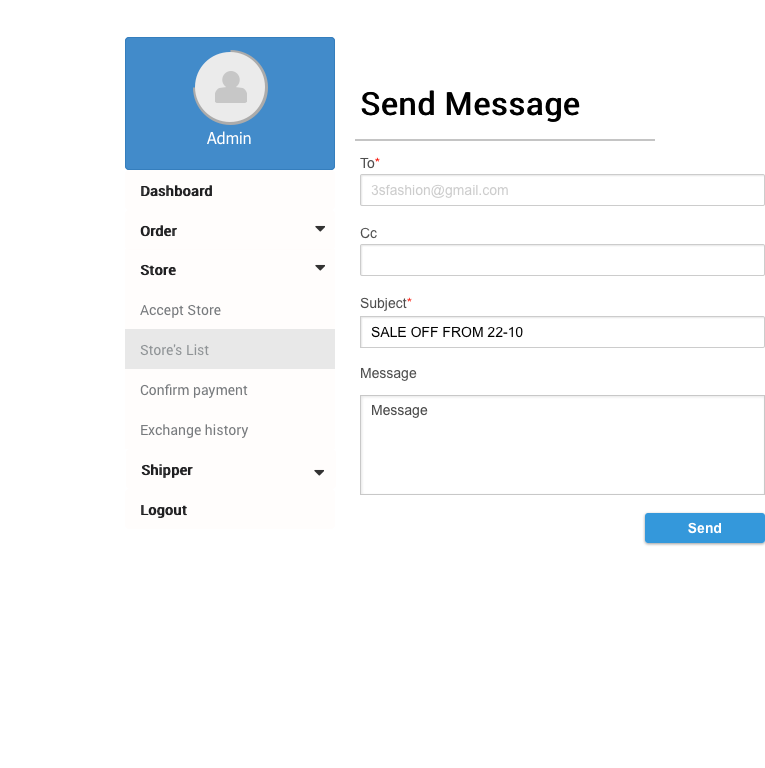 Admin
Dashboard
Order
Store
Accept Store
Store's List
Confirm payment
Exchange history
Shipper
Logout
Send Message
To*
3sfashion@gmail.com
Cc
Subject*
SALE OFF FROM 22-10
Message
Message
Send